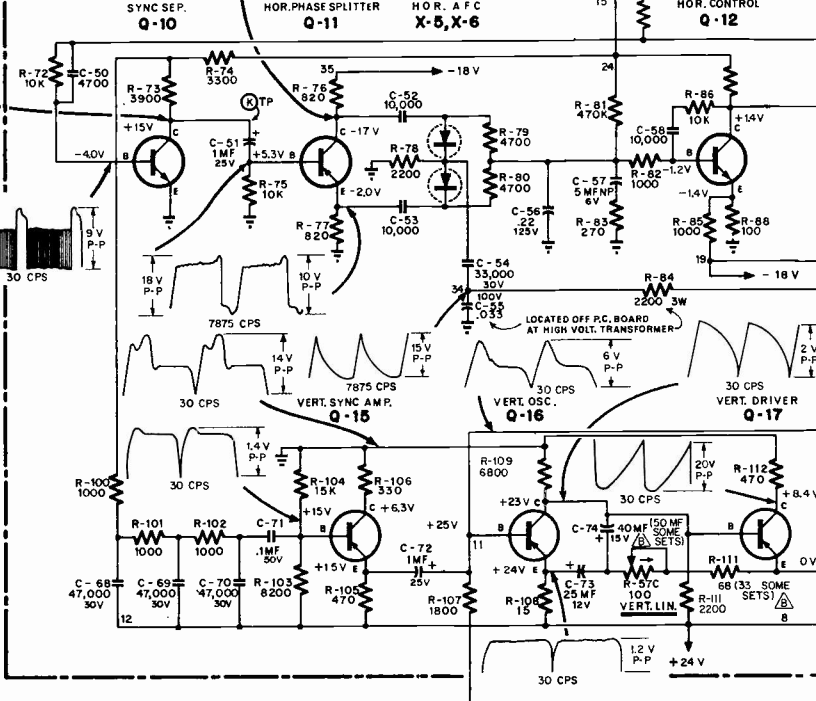 SYNC SEP.
Q-10
HOR. PHASE SPLITTER
Q-11
HOR. AFC
X-5, X-6
15
HOR. CONTROL
Q-12
R-72
10K
C-50
4700
R-73
3900
R-74
3300
35
-18 V
R-76
820
24
K TP
C-52
10,000
R-81
470K
R-86
10K
+1.4V
+15V
C
C-51
1MF
25V
+
+5.3V
C -17 V
C-58
10,000
C
R-79
4700
-4.0V
B
B
R-78
2200
R-82
1000
-1.2V
B
E
R-75
10K
E -2.0V
R-80
4700
C-57
5 MFNP
6V
-1.4V
E
R-77
820
C-53
10,000
C-56
.22
125V
R-83
270
R-85
1000
R-88
100
9V
P-P
30 CPS
18 V
P-P
10 V
P-P
7875 CPS
C-54
33,000
30V
34
100V
C-55
.033
19
- 18 V
R-84
2200 3W
LOCATED OFF P.C. BOARD
AT HIGH VOLT. TRANSFORMER
14V
P-P
30 CPS
15V
P-P
7875 CPS
6 V
P-P
30 CPS
2 V
P-P
30 CPS
VERT. SYNC AMP.
Q-15
VERT. OSC.
Q-16
VERT. DRIVER
Q-17
1.4V
P-P
30 CPS
20V
P-P
30 CPS
R-100
1000
R-104
15K
R-106
330
R-109
6800
R-112
470
+15V
C +6.3V
+23V C
C +8.4V
R-101
1000
R-102
1000
C-71
.1MF
50V
B
+25V
11
B
C-74
+
40MF
15V
(50 MF
SOME
SETS)
B
B
+15V
E
C-72
1MF
+
25V
+24V
E
+
C-73
25 MF
12V
R-57C
100
VERT. LIN.
R-111
68 (33 SOME
SETS)
B
E
0V
C-68
47,000
30V
C-69
47,000
30V
C-70
47,000
30V
R-103
8200
R-105
470
R-107
1800
R-108
15
R-111
2200
12
8
+24V
1.2 V
P-P
30 CPS